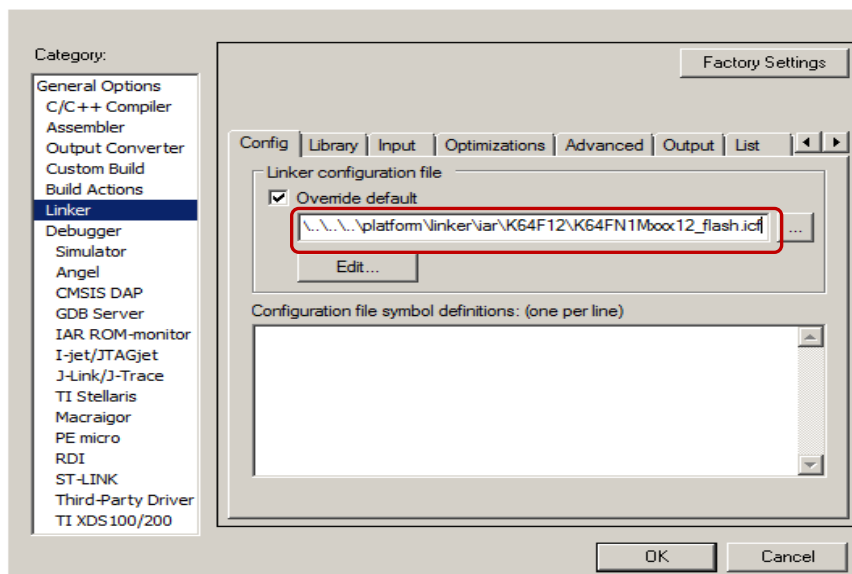 Category:
Factory Settings
General Options
C/C++ Compiler
Assembler
Output Converter
Custom Build
Build Actions
Linker
Debugger
Simulator
Angel
CMSIS DAP
GDB Server
IAR ROM-monitor
I-jet/JTAGjet
J-Link/J-Trace
TI Stellaris
Macraigor
PE micro
RDI
ST-LINK
Third-Party Driver
TI XDS100/200
Config Library Input Optimizations Advanced Output List
Linker configuration file
Override default
\..\..\..\platform\linker\iar\K64F12\K64FN1Mxxx12_flash.icf
...
Edit...
Configuration file symbol definitions: (one per line)
OK Cancel